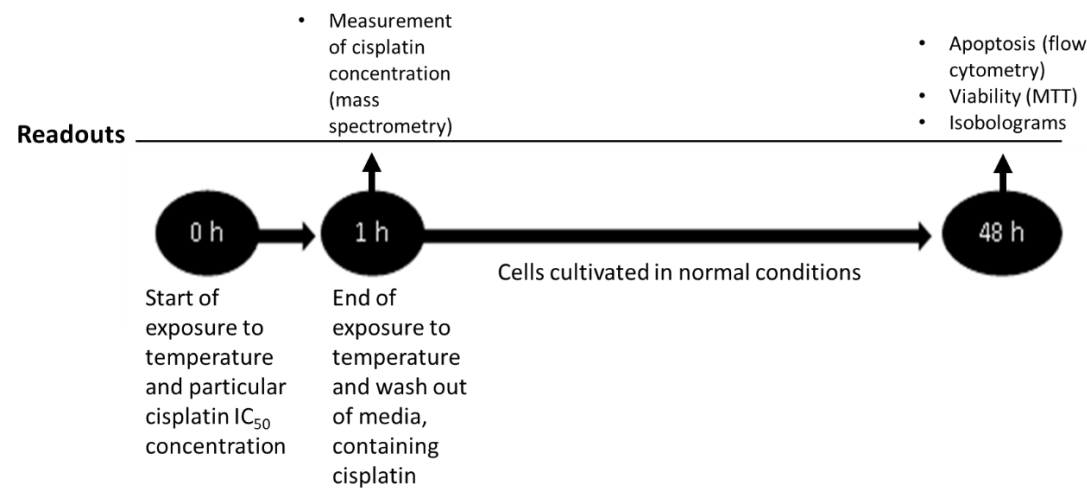 • Measurement
of cisplatin
concentration
(mass
spectrometry)
• Apoptosis (flow
cytometry)
• Viability (MTT)
• Isobolograms
Readouts
0 h
1 h
48 h
Cells cultivated in normal conditions
Start of
exposure to
temperature
and particular
cisplatin IC₅₀
concentration
End of
exposure to
temperature
and wash out
of media,
containing
cisplatin